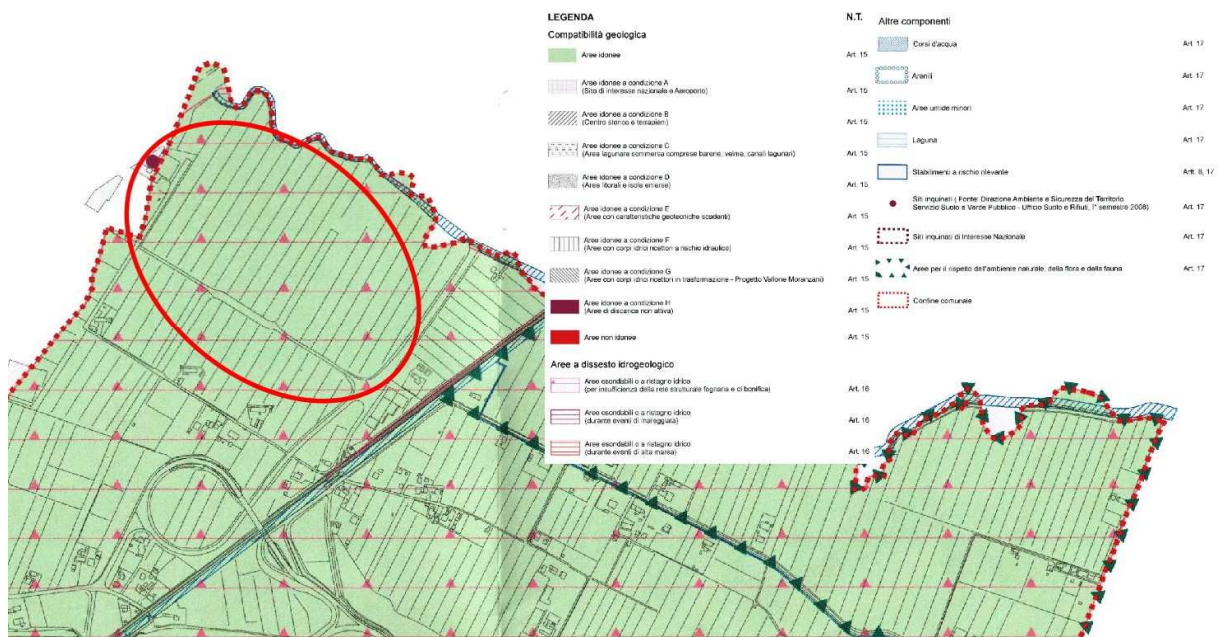 LEGENDA
N.T.
Compatibilità geologica
Aree idonee
Art. 15
Aree idonee a condizione A
(Sito di interesse nazionale e Aeroporto)
Art. 15
Aree idonee a condizione B
(Centro storico e terrapieni)
Art. 15
Aree idonee a condizione C
(Area lagunare sommersa comprese barene, velme, canali lagunari)
Art. 15
Aree idonee a condizione D
(Aree litorali e isole emerse)
Art. 15
Aree idonee a condizione E
(Aree con caratteristiche geotecniche scadenti)
Art. 15
Aree idonee a condizione F
(Aree con corpi idrici ricettori a rischio idraulico)
Art. 15
Aree idonee a condizione G
(Aree con corpi idrici ricettori in trasformazione - Progetto Vallone Moranzani)
Art. 15
Aree idonee a condizione H
(Aree di discarica non attiva)
Art. 15
Aree non idonee
Art. 15
Aree a dissesto idrogeologico
Aree esondabili o a ristagno idrico
(per insufficienza della rete strutturale fognaria e di bonifica)
Art. 16
Aree esondabili o a ristagno idrico
(durante eventi di mareggiata)
Art. 16
Aree esondabili o a ristagno idrico
(durante eventi di alta marea)
Art. 16
Altre componenti
Corsi d'acqua
Art. 17
Arenili
Art. 17
Aree umide minori
Art. 17
Laguna
Art. 17
Stabilimenti a rischio rilevante
Artt. 8, 17
Siti inquinati ( Fonte: Direzione Ambiente e Sicurezza del Territorio
Servizio Suolo e Verde Pubblico - Ufficio Suolo e Rifiuti, I° semestre 2008)
Art. 17
Siti inquinati di Interesse Nazionale
Art. 17
Aree per il rispetto dell'ambiente naturale, della flora e della fauna
Art. 17
Confine comunale